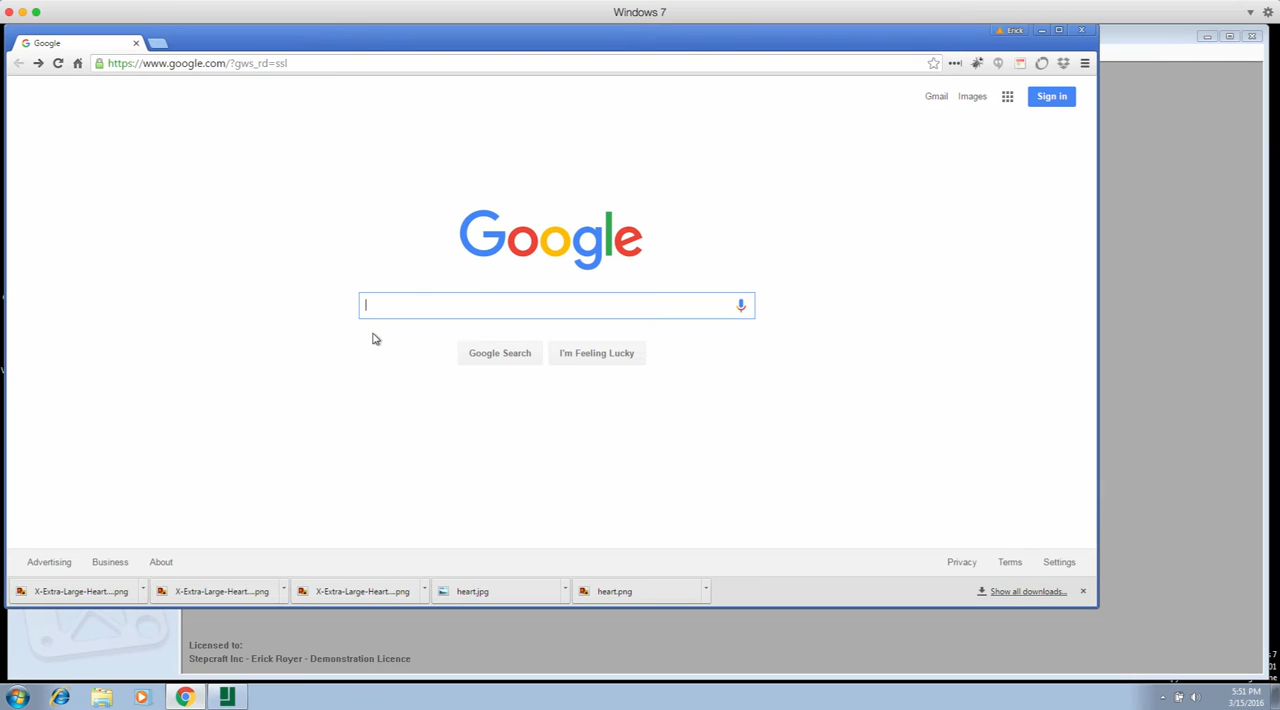 Windows 7
Erick
Google
https://www.google.com/?gws_rd=ssl
Gmail Images Sign in
Google
Google Search I'm Feeling Lucky
Advertising Business About Privacy Terms Settings
X-Extra-Large-Heart....png X-Extra-Large-Heart....png X-Extra-Large-Heart....png heart.jpg heart.png Show all downloads...
Licensed to:
Stepcraft Inc - Erick Royer - Demonstration Licence
5:51 PM
3/15/2016